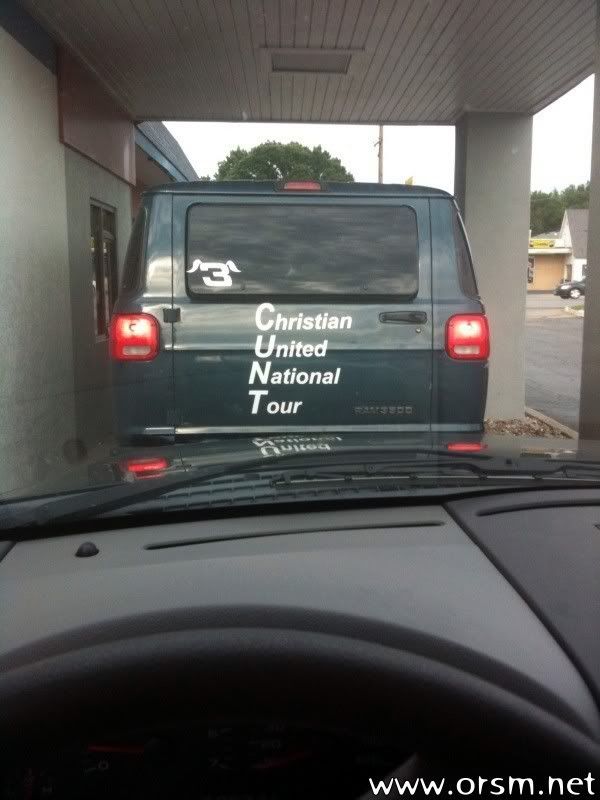 3
Christian
United
National
Tour
RAM 3500
www.orsm.net